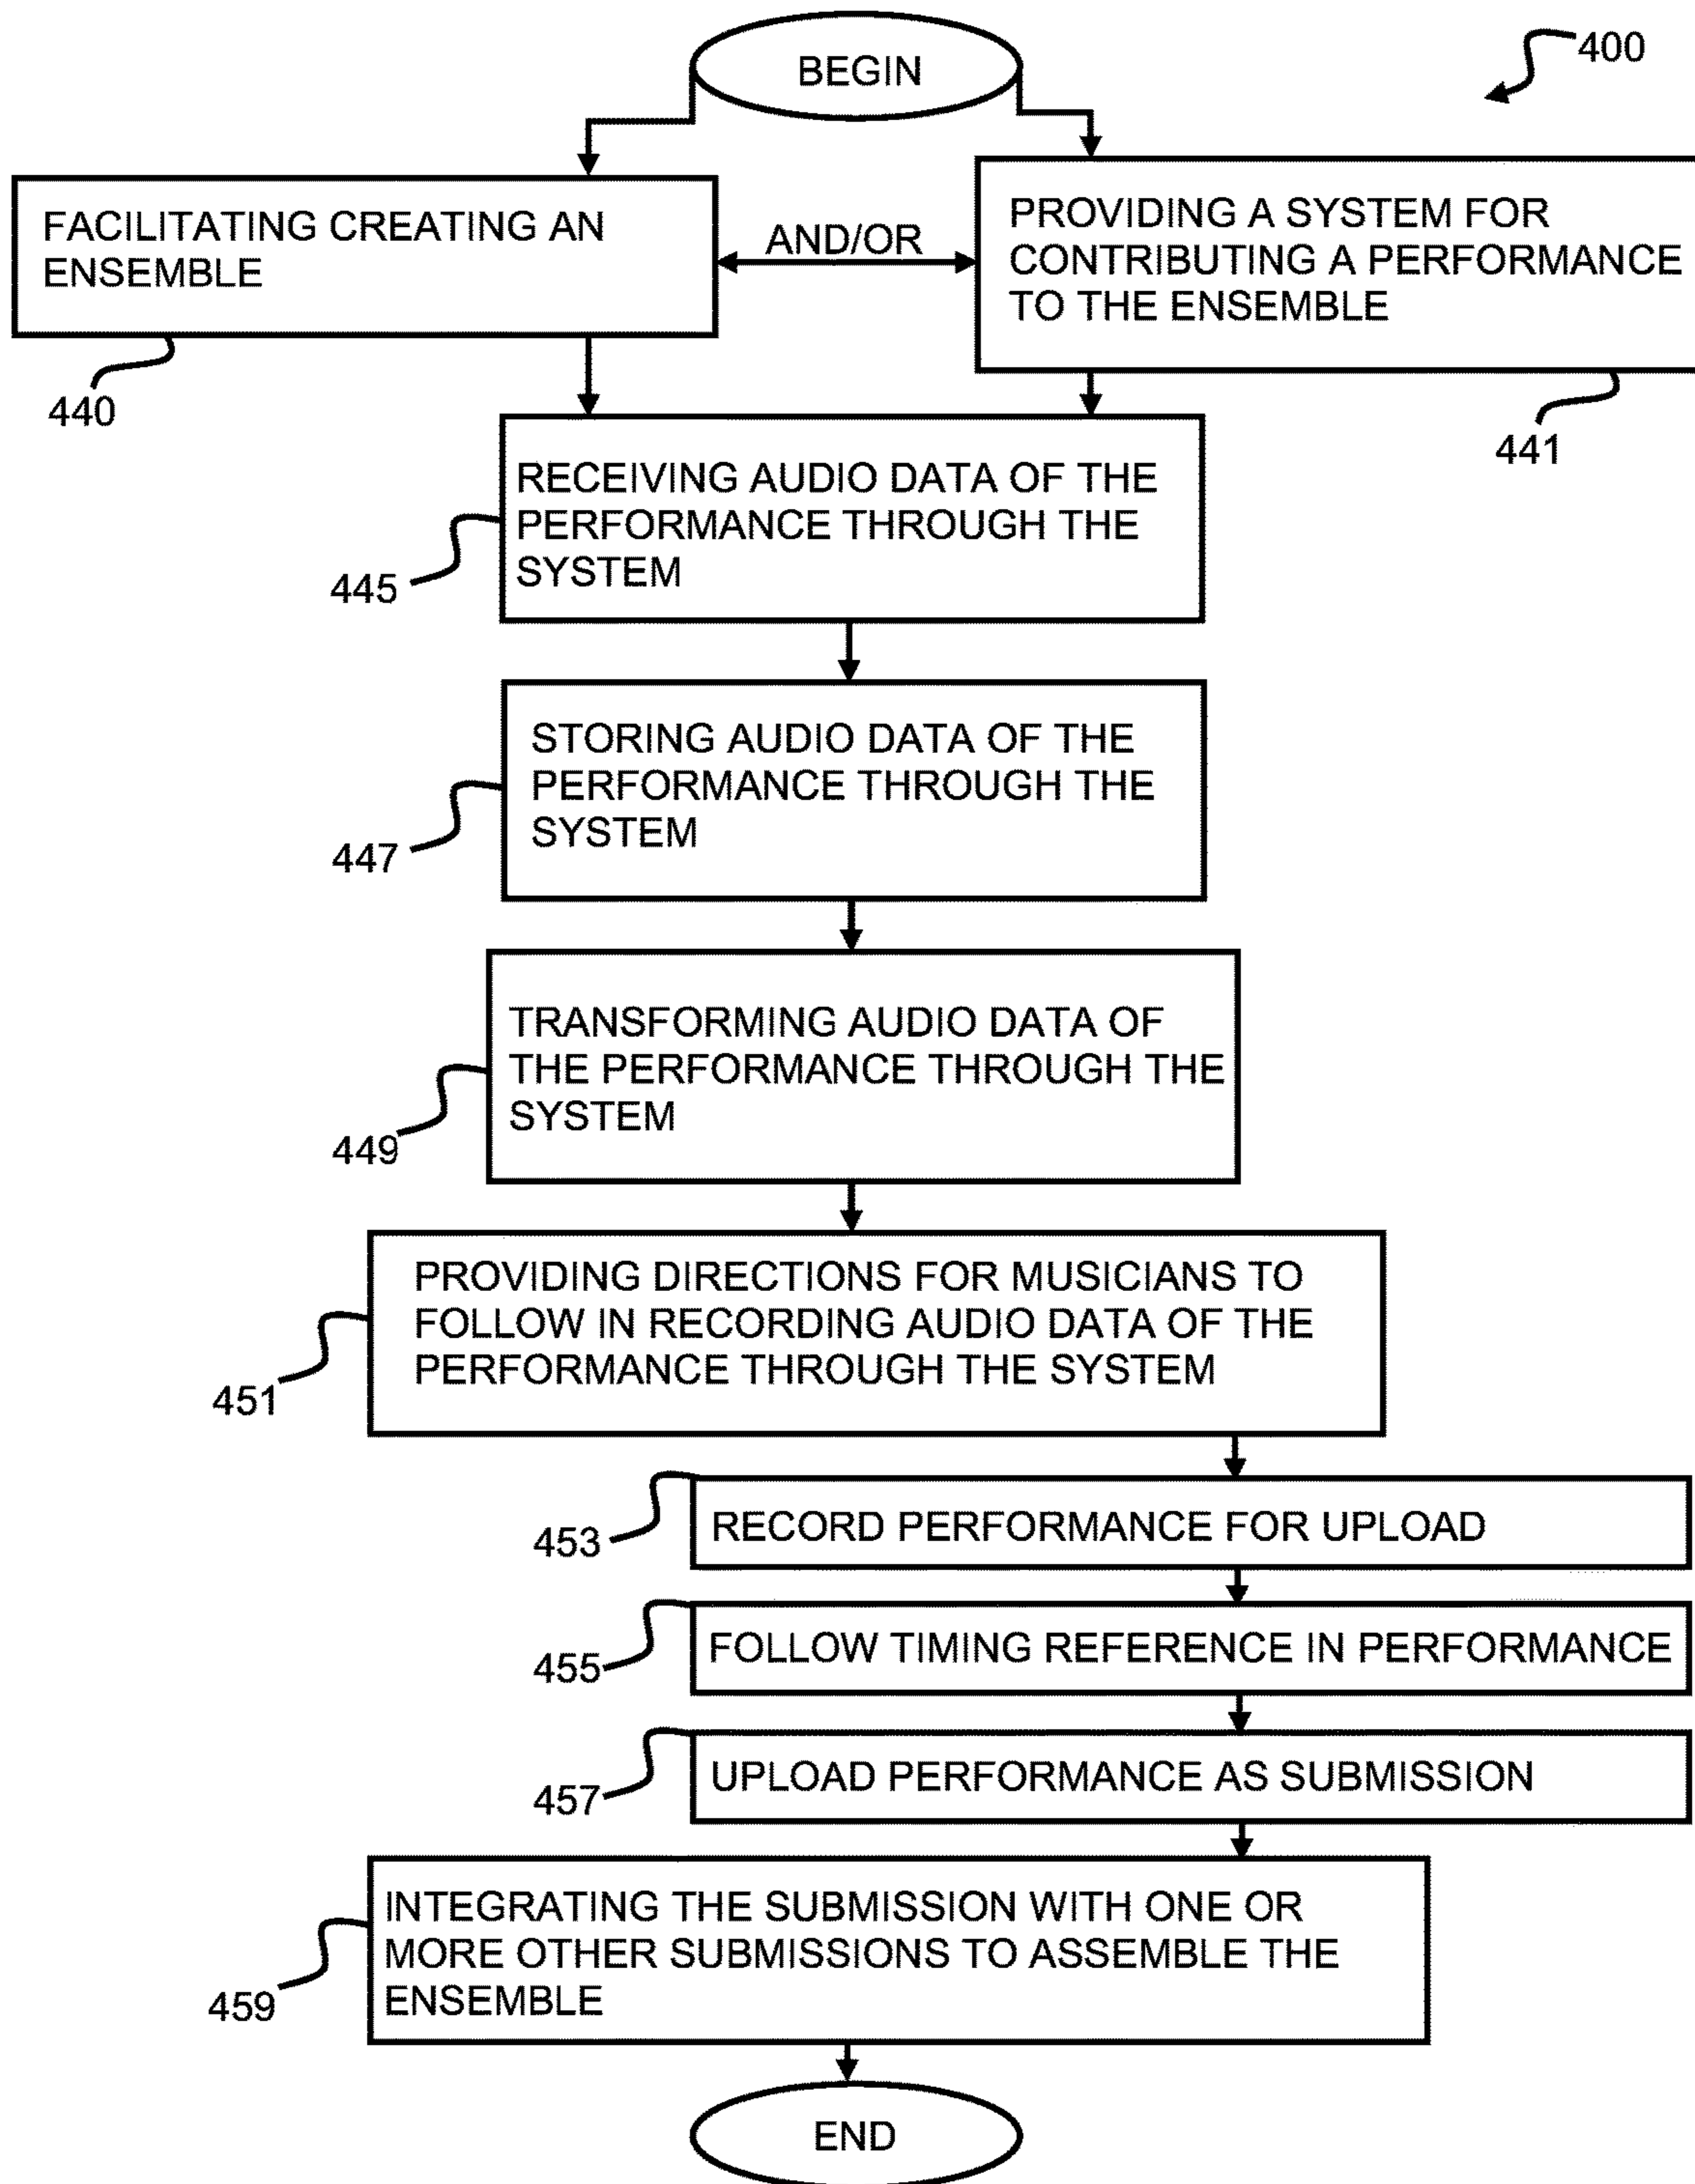 BEGIN
400
FACILITATING CREATING AN
ENSEMBLE
AND/OR
PROVIDING A SYSTEM FOR
CONTRIBUTING A PERFORMANCE
TO THE ENSEMBLE
440
441
RECEIVING AUDIO DATA OF THE
PERFORMANCE THROUGH THE
SYSTEM
445
STORING AUDIO DATA OF THE
PERFORMANCE THROUGH THE
SYSTEM
447
TRANSFORMING AUDIO DATA OF
THE PERFORMANCE THROUGH THE
SYSTEM
449
PROVIDING DIRECTIONS FOR MUSICIANS TO
FOLLOW IN RECORDING AUDIO DATA OF THE
PERFORMANCE THROUGH THE SYSTEM
451
453
RECORD PERFORMANCE FOR UPLOAD
455
FOLLOW TIMING REFERENCE IN PERFORMANCE
457
UPLOAD PERFORMANCE AS SUBMISSION
INTEGRATING THE SUBMISSION WITH ONE OR
MORE OTHER SUBMISSIONS TO ASSEMBLE THE
ENSEMBLE
459
END